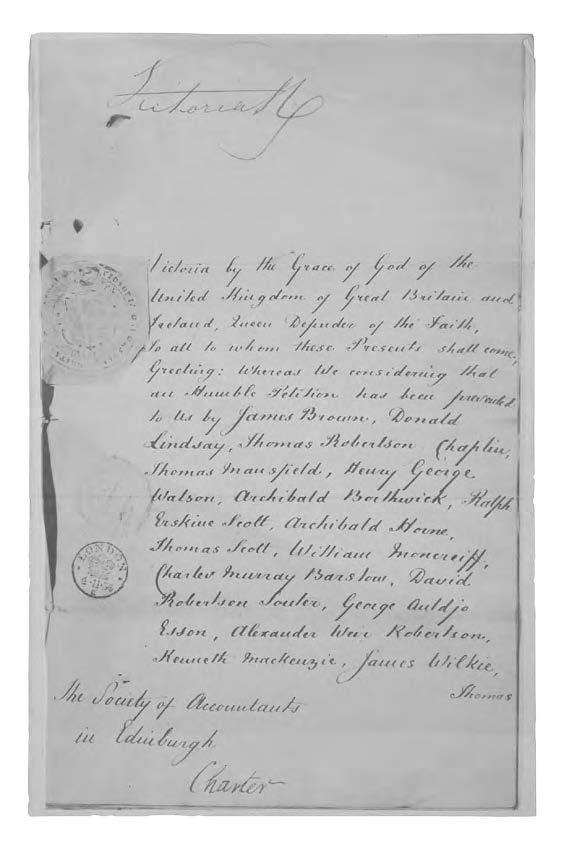 Victoria R
Victoria by the Grace of God of the
United Kingdom of Great Britain and
Ireland, Queen Defender of the Faith,
To all to whom these Presents shall come,
Greeting: Whereas We considering that
an Humble Petition has been presented
to Us by James Brown, Donald
Lindsay, Thomas Robertson Chaplin,
Thomas Mansfield, Henry George
Watson, Archibald Borthwick, Ralph
Erskine Scott, Archibald Horne,
Thomas Scott, William Moncreiff,
Charles Murray Barstow, David
Robertson Souter, George Auldjo
Esson, Alexander Weir Robertson,
Kenneth Mackenzie, James Wilkie,
Thomas
LONDON
The Society of Accountants
in Edinburgh
Charter